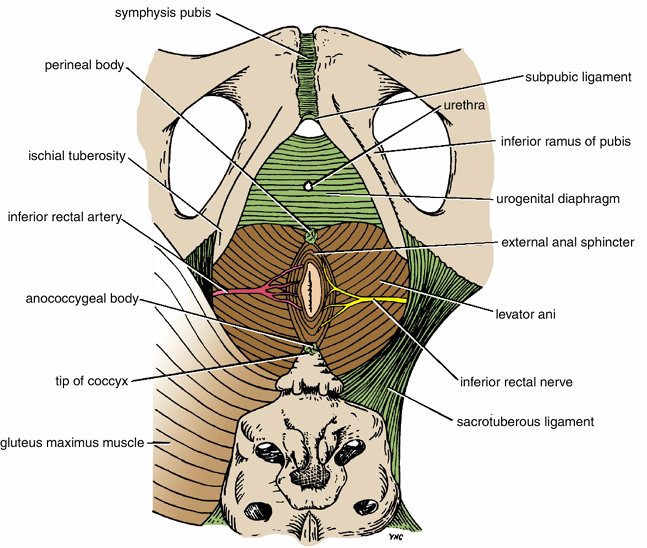 symphysis pubis
perineal body
subpubic ligament
urethra
inferior ramus of pubis
ischial tuberosity
urogenital diaphragm
inferior rectal artery
external anal sphincter
anococcygeal body
levator ani
tip of coccyx
inferior rectal nerve
sacrotuberous ligament
gluteus maximus muscle
YNG